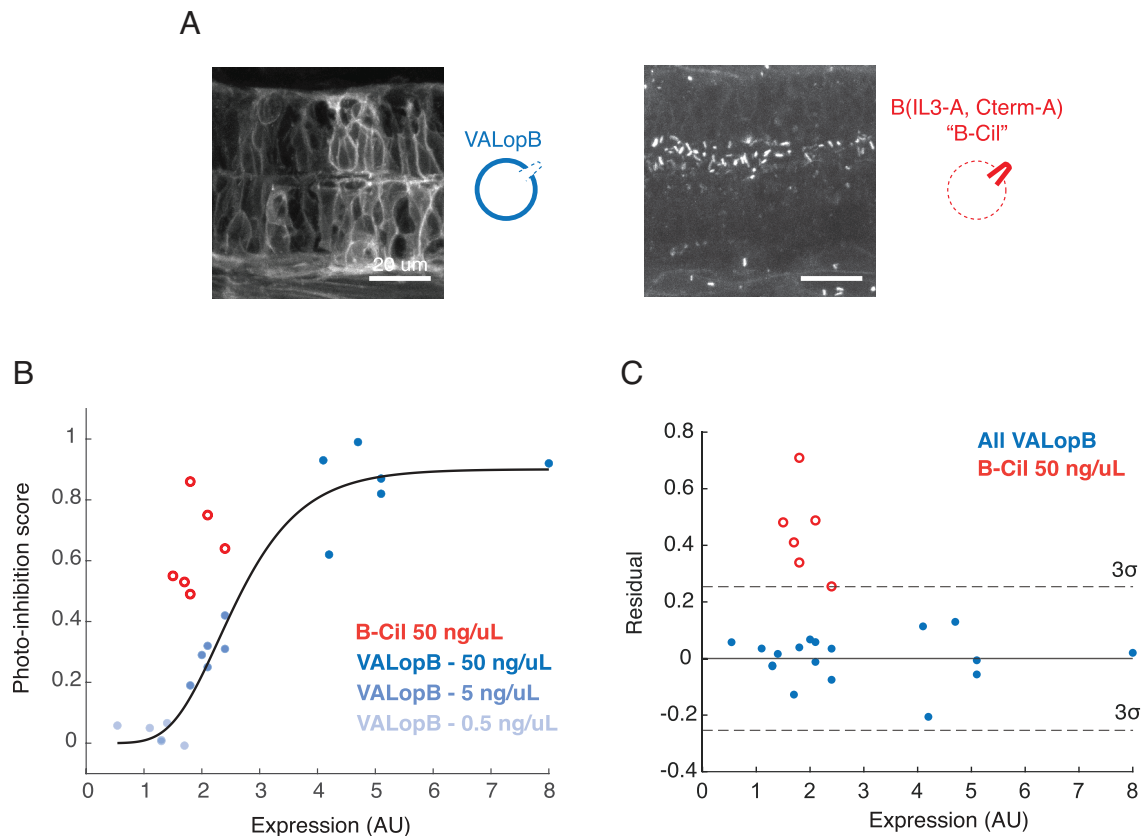 A
VALopB
20 um
B(IL3-A, Cterm-A)
“B-Cil”
B
Photo-inhibition score
1
0.8
0.6
0.4
0.2
0
B-Cil 50 ng/uL
VALopB - 50 ng/uL
VALopB - 5 ng/uL
VALopB - 0.5 ng/uL
0 1 2 3 4 5 6 7 8
Expression (AU)
C
Residual
0.8
0.6
0.4
0.2
0
-0.2
-0.4
All VALopB
B-Cil 50 ng/uL
3σ
3σ
0 1 2 3 4 5 6 7 8
Expression (AU)